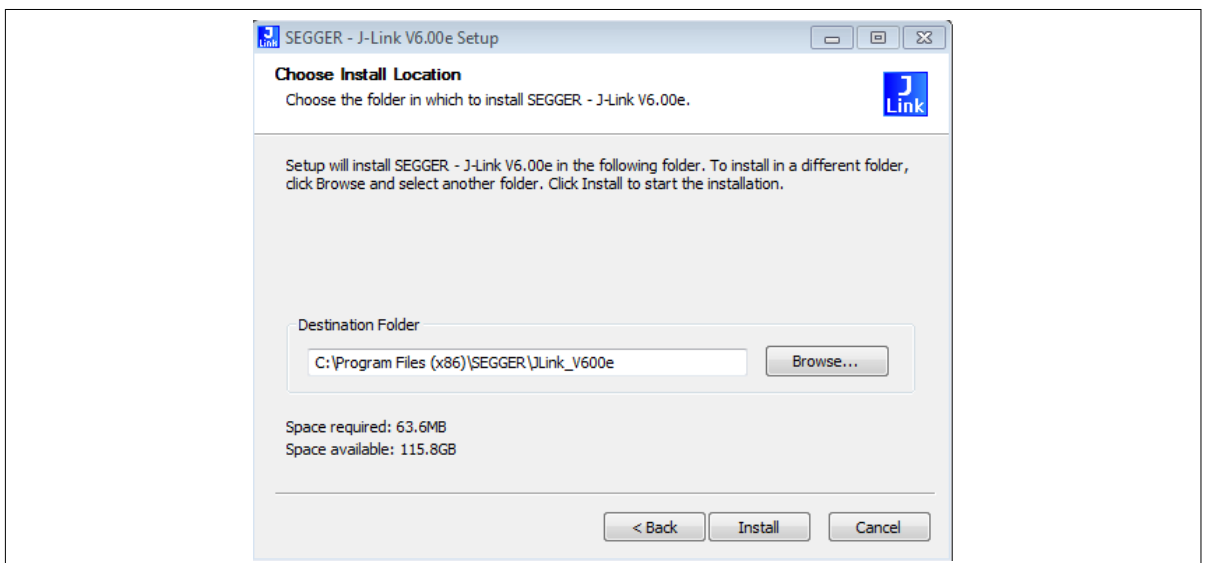 J
Link
SEGGER - J-Link V6.00e Setup
Choose Install Location
Choose the folder in which to install SEGGER - J-Link V6.00e.
J
Link
Setup will install SEGGER - J-Link V6.00e in the following folder. To install in a different folder,
click Browse and select another folder. Click Install to start the installation.
Destination Folder
C:\Program Files (x86)\SEGGER\JLink_V600e
Browse...
Space required: 63.6MB
Space available: 115.8GB
< Back
Install
Cancel